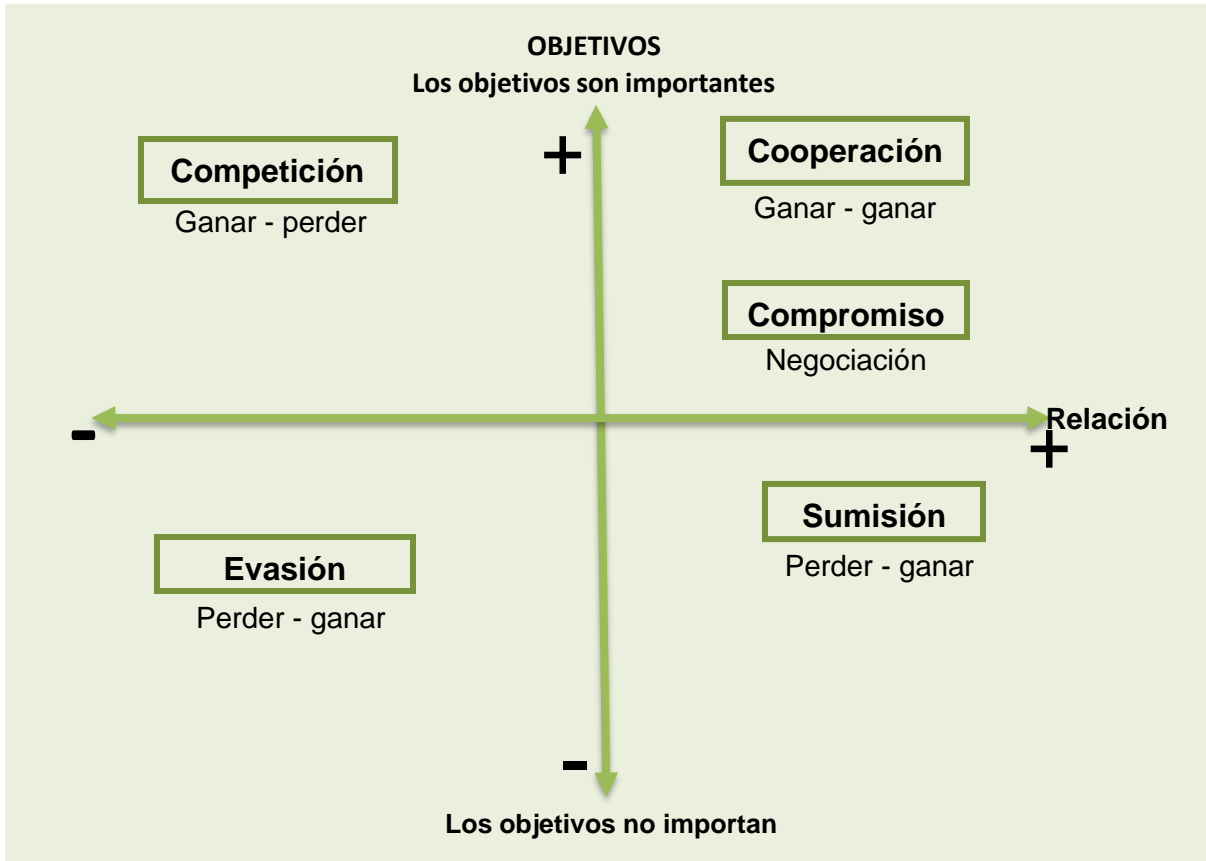 OBJETIVOS
Los objetivos son importantes
+
Competición
Ganar - perder
Cooperación
Ganar - ganar
Compromiso
Negociación
-
Relación
+
Sumisión
Perder - ganar
Evasión
Perder - ganar
-
Los objetivos no importan